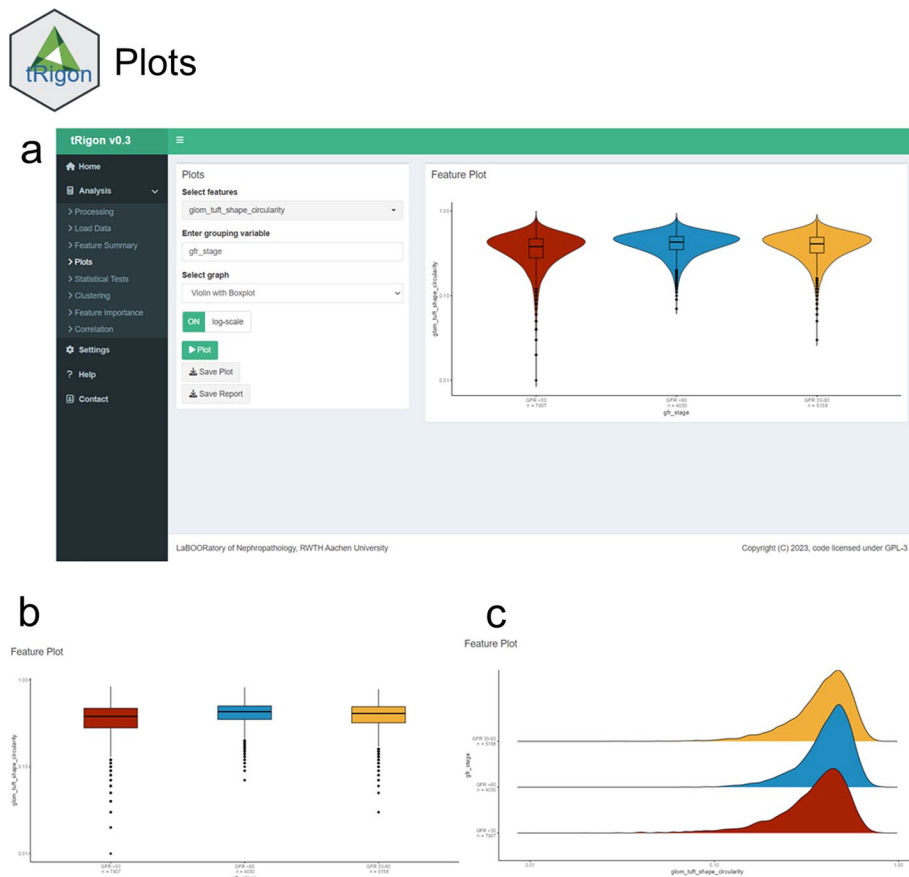 tRigon
Plots
a
tRigon v0.3
Home
Analysis
> Processing
> Load Data
> Feature Summary
> Plots
> Statistical Tests
> Clustering
> Feature Importance
> Correlation
Settings
? Help
Contact
Plots
Select features
glom_tuft_shape_circularity
Enter grouping variable
gfr_stage
Select graph
Violin with Boxplot
ON log-scale
Plot
Save Plot
Save Report
Feature Plot
1.00
0.10
0.01
glom_tuft_shape_circularity
GFR <30
n = 7907
GFR >60
n = 4030
GFR 30-60
n = 5158
gfr_stage
LaBOORatory of Nephropathology, RWTH Aachen University
Copyright (C) 2023, code licensed under GPL-3
b
Feature Plot
1.00
0.10
0.01
glom_tuft_shape_circularity
GFR <30
n = 7907
GFR >60
n = 4030
GFR 30-60
n = 5158
c
Feature Plot
gfr_stage
GFR 30-60
n = 5158
GFR >60
n = 4030
GFR <30
n = 7907
0.01
0.10
1.00
glom_tuft_shape_circularity